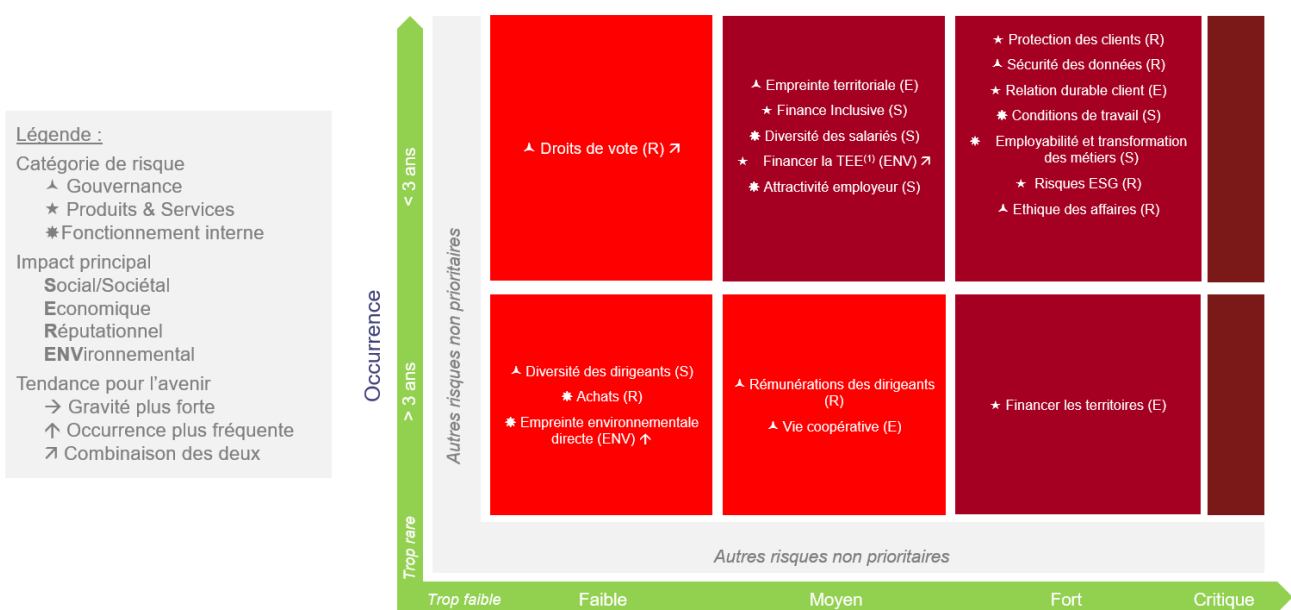 Légende :
Catégorie de risque
Gouvernance
★ Produits & Services
✸Fonctionnement interne
Impact principal
Social/Sociétal
Economique
Réputationnel
ENVironnemental
Tendance pour l'avenir
→ Gravité plus forte
↑ Occurrence plus fréquente
↗ Combinaison des deux
Occurrence
< 3 ans
> 3 ans
Trop rare
Autres risques non prioritaires
Droits de vote (R) ↗
Empreinte territoriale (E)
★ Finance Inclusive (S)
✸ Diversité des salariés (S)
★ Financer la TEE(1) (ENV) ↗
✸ Attractivité employeur (S)
★ Protection des clients (R)
Sécurité des données (R)
★ Relation durable client (E)
✸ Conditions de travail (S)
✸ Employabilité et transformation
des métiers (S)
★ Risques ESG (R)
Ethique des affaires (R)
Diversité des dirigeants (S)
✸ Achats (R)
✸ Empreinte environnementale
directe (ENV) ↑
Rémunérations des dirigeants
(R)
Vie coopérative (E)
★ Financer les territoires (E)
Autres risques non prioritaires
Trop faible
Faible
Moyen
Fort
Critique